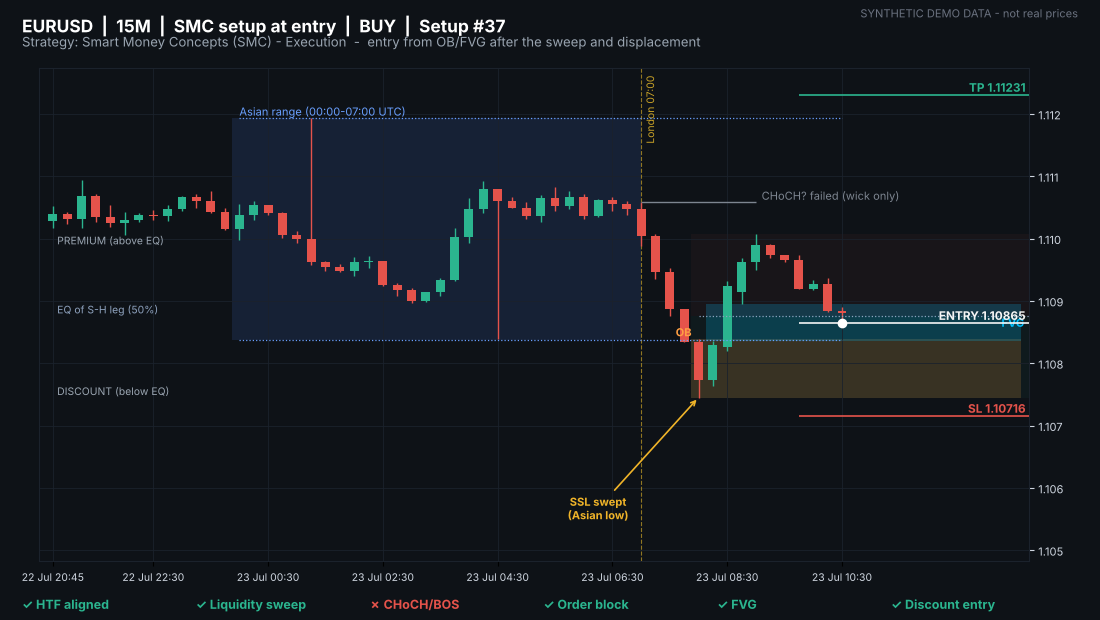 EURUSD | 15M | SMC setup at entry | BUY | Setup #37
SYNTHETIC DEMO DATA - not real prices
Strategy: Smart Money Concepts (SMC) - Execution - entry from OB/FVG after the sweep and displacement
TP 1.11231
London 07:00
Asian range (00:00-07:00 UTC)
1.112
1.111
CHoCH? failed (wick only)
PREMIUM (above EQ)
1.110
EQ of S-H leg (50%)
1.109
ENTRY 1.10865
FVG
OB
1.108
DISCOUNT (below EQ)
SL 1.10716
1.107
1.106
SSL swept
(Asian low)
1.105
22 Jul 20:45
22 Jul 22:30
23 Jul 00:30
23 Jul 02:30
23 Jul 04:30
23 Jul 06:30
23 Jul 08:30
23 Jul 10:30
✓ HTF aligned
✓ Liquidity sweep
× CHoCH/BOS
✓ Order block
✓ FVG
✓ Discount entry